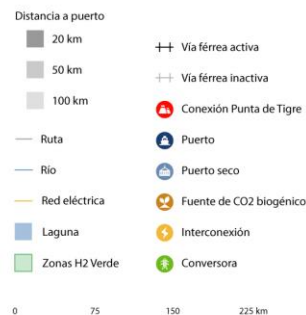 Distancia a puerto
20 km
50 km
100 km
Ruta
Río
Red eléctrica
Laguna
Zonas H2 Verde
Vía férrea activa
Vía férrea inactiva
Conexión Punta de Tigre
Puerto
Puerto seco
Fuente de CO2 biogénico
Interconexión
Conversora
0 75 150 225 km